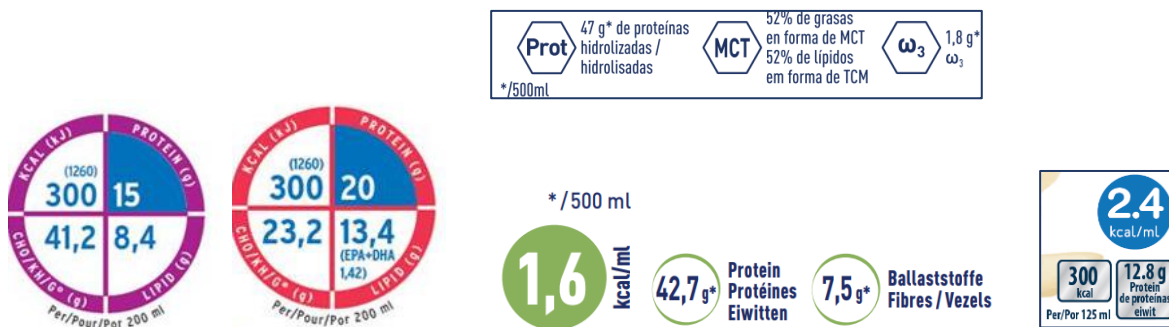 KCAL (kJ)
PROTEIN (g)
(1260)
300
15
41,2
8,4
CHO/KH/G* (g)
LIPID (g)
Per/Pour/Por 200 ml
KCAL (kJ)
PROTEIN (g)
(1260)
300
20
23,2
13,4
(EPA+DHA
1,42)
CHO/KH/G* (g)
LIPID (g)
Per/Pour/Por 200 ml
Prot
47 g* de proteínas
hidrolizadas /
hidrolisadas
MCT
52% de grasas
en forma de MCT
52% de lípidos
em forma de TCM
ω3
1,8 g*
ω3
*/500ml
*/500 ml
1,6
kcal/ml
42,7 g*
Protein
Protéines
Eiwitten
7,5 g*
Ballaststoffe
Fibres / Vezels
2.4
kcal/ml
300
kcal
12.8 g
Protein
de proteínas
eiwit
Per/Por 125 ml